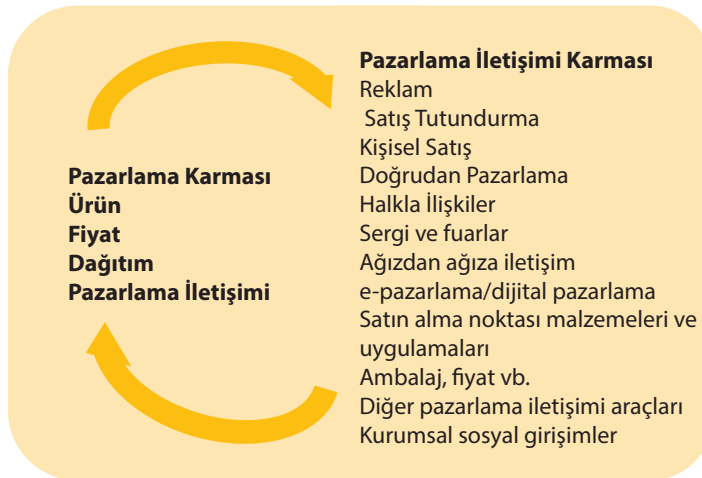 Pazarlama Karması
Ürün
Fiyat
Dağıtım
Pazarlama İletişimi
Pazarlama İletişimi Karması
Reklam
Satış Tutundurma
Kişisel Satış
Doğrudan Pazarlama
Halkla İlişkiler
Sergi ve fuarlar
Ağızdan ağıza iletişim
e-pazarlama/dijital pazarlama
Satın alma noktası malzemeleri ve
uygulamaları
Ambalaj, fiyat vb.
Diğer pazarlama iletişimi araçları
Kurumsal sosyal girişimler